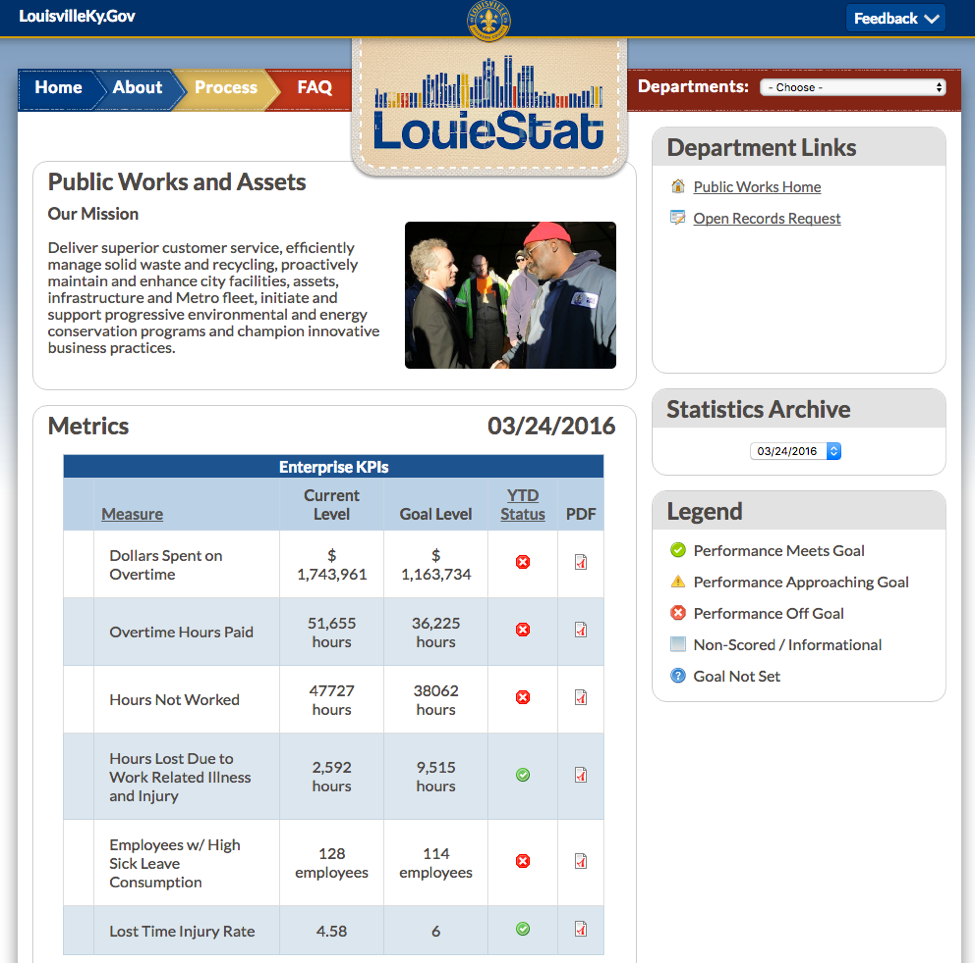 LouisvilleKy.Gov
Feedback
LOUISVILLE
Home
About
Process
FAQ
LouieStat
Departments:
- Choose -
Public Works and Assets
Our Mission
Deliver superior customer service, efficiently
manage solid waste and recycling, proactively
maintain and enhance city facilities, assets,
infrastructure and Metro fleet, initiate and
support progressive environmental and energy
conservation programs and champion innovative
business practices.
Department Links
Public Works Home
Open Records Request
Metrics
03/24/2016
Enterprise KPIs
Measure
Current
Level
Goal Level
YTD
Status
PDF
Dollars Spent on
Overtime
$
1,743,961
$
1,163,734
Overtime Hours Paid
51,655
hours
36,225
hours
Hours Not Worked
47727
hours
38062
hours
Hours Lost Due to
Work Related Illness
and Injury
2,592
hours
9,515
hours
Employees w/ High
Sick Leave
Consumption
128
employees
114
employees
Lost Time Injury Rate
4.58
6
Statistics Archive
03/24/2016
Legend
Performance Meets Goal
Performance Approaching Goal
Performance Off Goal
Non-Scored / Informational
Goal Not Set